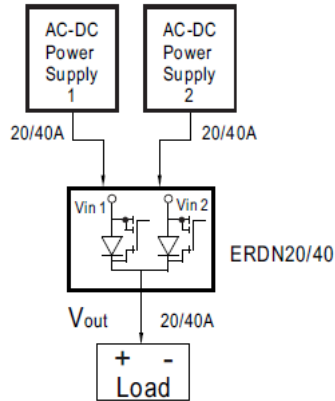 AC-DC
Power
Supply
1
AC-DC
Power
Supply
2
20/40A
20/40A
Vin 1
Vin 2
ERDN20/40
Vout
20/40A
+ -
Load